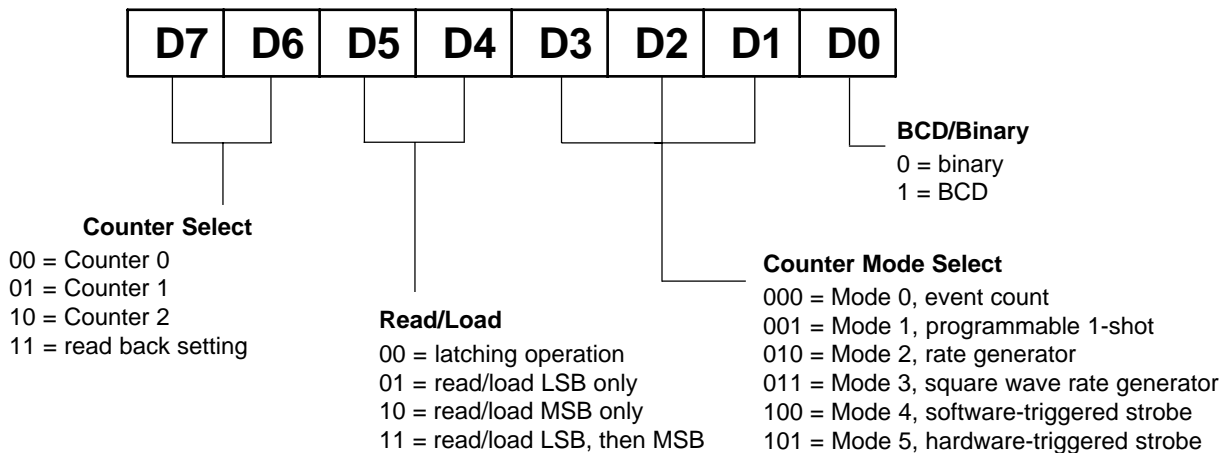 D7 D6 D5 D4 D3 D2 D1 D0
BCD/Binary
0 = binary
1 = BCD
Counter Select
00 = Counter 0
01 = Counter 1
10 = Counter 2
11 = read back setting
Read/Load
00 = latching operation
01 = read/load LSB only
10 = read/load MSB only
11 = read/load LSB, then MSB
Counter Mode Select
000 = Mode 0, event count
001 = Mode 1, programmable 1-shot
010 = Mode 2, rate generator
011 = Mode 3, square wave rate generator
100 = Mode 4, software-triggered strobe
101 = Mode 5, hardware-triggered strobe